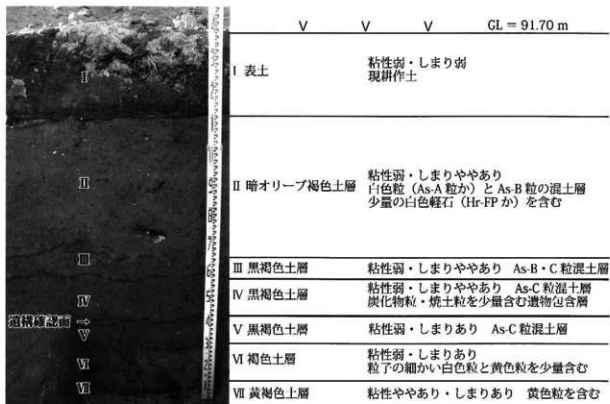 GL = 91.70 m
Ⅰ
Ⅱ
Ⅲ
Ⅳ
遺構確認面 →
Ⅴ
Ⅵ
Ⅶ
Ⅰ 表土
粘性弱・しまり弱
現耕作土
Ⅱ 暗オリーブ褐色土層
粘性弱・しまりややあり
白色粒（As-A 粒か）と As-B 粒の混土層
少量の白色軽石（Hr-FP か）を含む
Ⅲ 黒褐色土層
粘性弱・しまりややあり As-B・C 粒混土層
Ⅳ 黒褐色土層
粘性弱・しまりややあり As-C 粒混土層
炭化物粒・焼土粒を少量含む遺物包含層
Ⅴ 黒褐色土層
粘性弱・しまりあり As-C 粒混土層
Ⅵ 褐色土層
粘性弱・しまりあり
粒子の細かい白色粒と黄色粒を少量含む
Ⅶ 黄褐色土層
粘性ややあり・しまりあり 黄色粒を含む